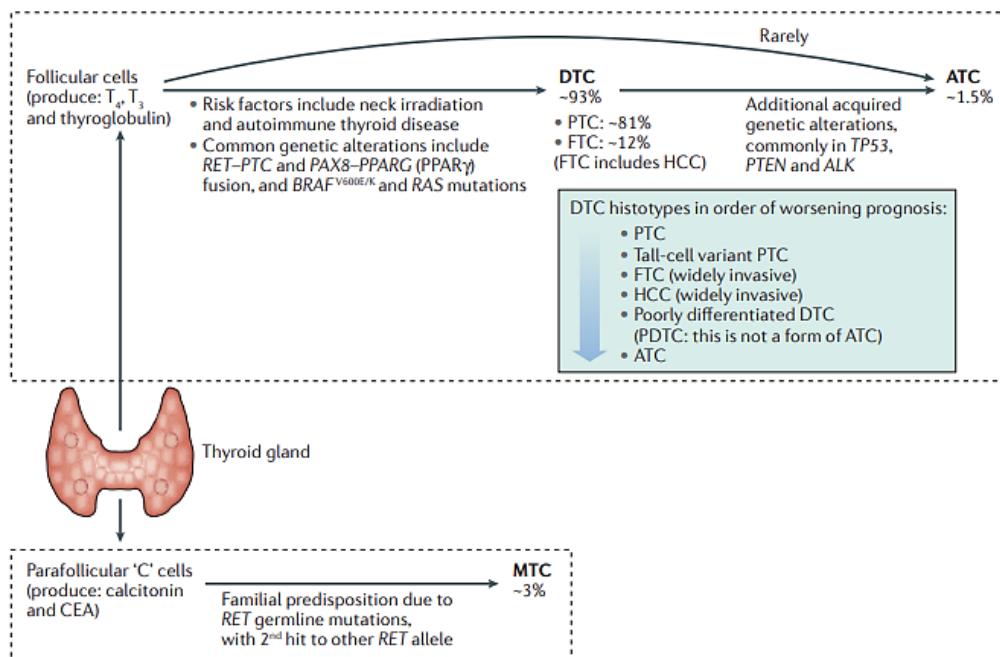 Rarely
Follicular cells
(produce: T₄, T₃
and thyroglobulin)
• Risk factors include neck irradiation
and autoimmune thyroid disease
• Common genetic alterations include
RET–PTC and PAX8–PPARG (PPARγ)
fusion, and BRAF^V600E/K and RAS mutations
DTC
~93%
• PTC: ~81%
• FTC: ~12%
(FTC includes HCC)
Additional acquired
genetic alterations,
commonly in TP53,
PTEN and ALK
ATC
~1.5%
DTC histotypes in order of worsening prognosis:
• PTC
• Tall-cell variant PTC
• FTC (widely invasive)
• HCC (widely invasive)
• Poorly differentiated DTC
(PDTC: this is not a form of ATC)
• ATC
Thyroid gland
Parafollicular ‘C’ cells
(produce: calcitonin
and CEA)
Familial predisposition due to
RET germline mutations,
with 2ⁿᵈ hit to other RET allele
MTC
~3%